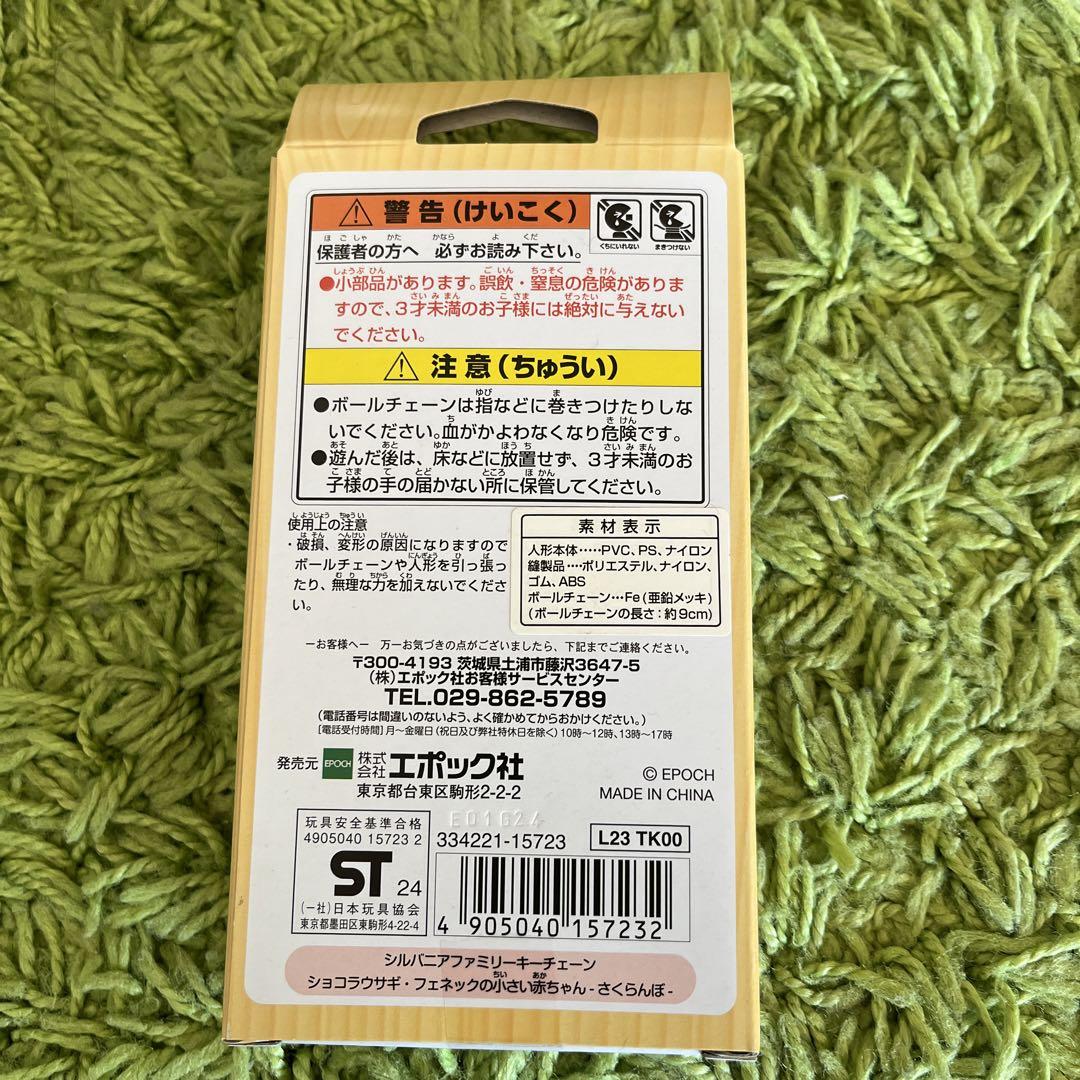 警告(けいこく)
くちにいれない
まきつけない
保護者の方へ 必ずお読み下さい。
●小部品があります。誤飲・窒息の危険がありま
すので、3才未満のお子様には絶対に与えない
でください。
注意(ちゅうい)
●ボールチェーンは指などに巻きつけたりしな
いでください。血がかよわなくなり危険です。
●遊んだ後は、床などに放置せず、3才未満のお
子様の手の届かない所に保管してください。
使用上の注意
・破損、変形の原因になりますので
ボールチェーンや人形を引っ張っ
たり、無理な力を加えないでくださ
い。
素材表示
人形本体・・・・・PVC、PS、ナイロン
縫製品・・・・ポリエステル、ナイロン、
ゴム、ABS
ボールチェーン・・・Fe(亜鉛メッキ)
(ボールチェーンの長さ:約9cm)
ーお客様へー 万一お気づきの点がございましたら、下記までご連絡ください。
〒300-4193 茨城県土浦市藤沢3647-5
(株)エポック社お客様サービスセンター
TEL.029-862-5789
(電話番号は間違いのないよう、よく確かめてからおかけください。)
[電話受付時間]月〜金曜日(祝日及び弊社特休日を除く)10時〜12時、13時〜17時
発売元 EPOCH 株式会社 エポック社
東京都台東区駒形2-2-2
© EPOCH
MADE IN CHINA
玩具安全基準合格
4905040 15723 2
ST 24
(一社)日本玩具協会
東京都墨田区東駒形4-22-4
E01G24
334221-15723
L23 TK00
4 905040 157232
シルバニアファミリーキーチェーン
ショコラウサギ・フェネックの小さい赤ちゃん - さくらんぼ -